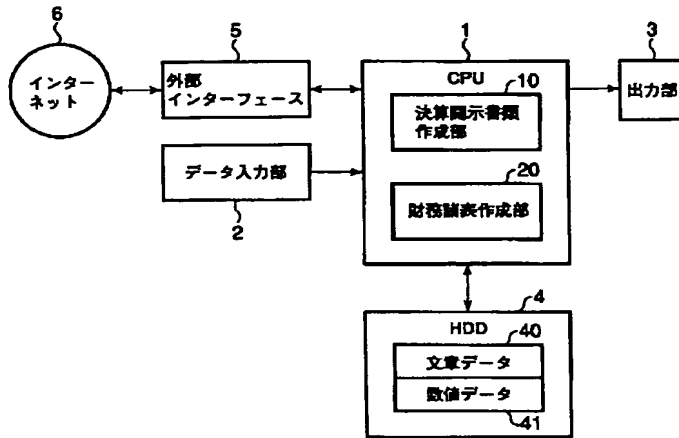 6
インター
ネット
5
外部
インターフェース
データ入力部
2
1
CPU
10
決算開示書類
作成部
20
財務諸表作成部
3
出力部
4
HDD
40
文章データ
数値データ
41